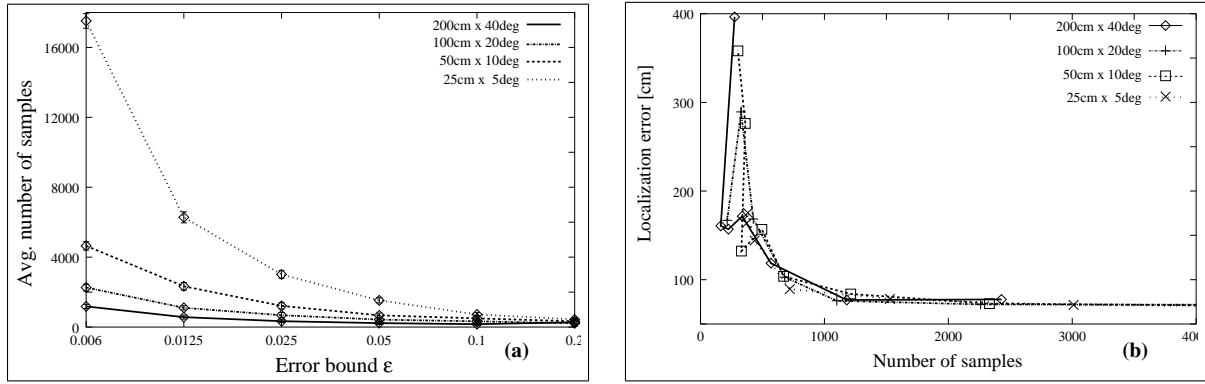 16000
12000
8000
4000
0
Avg. number of samples
200cm x 40deg
100cm x 20deg
50cm x 10deg
25cm x 5deg
0.006
0.0125
0.025
0.05
0.1
0.2
Error bound ε
(a)
400
300
200
100
Localization error [cm]
200cm x 40deg
100cm x 20deg
50cm x 10deg
25cm x 5deg
0
1000
2000
3000
400
Number of samples
(b)